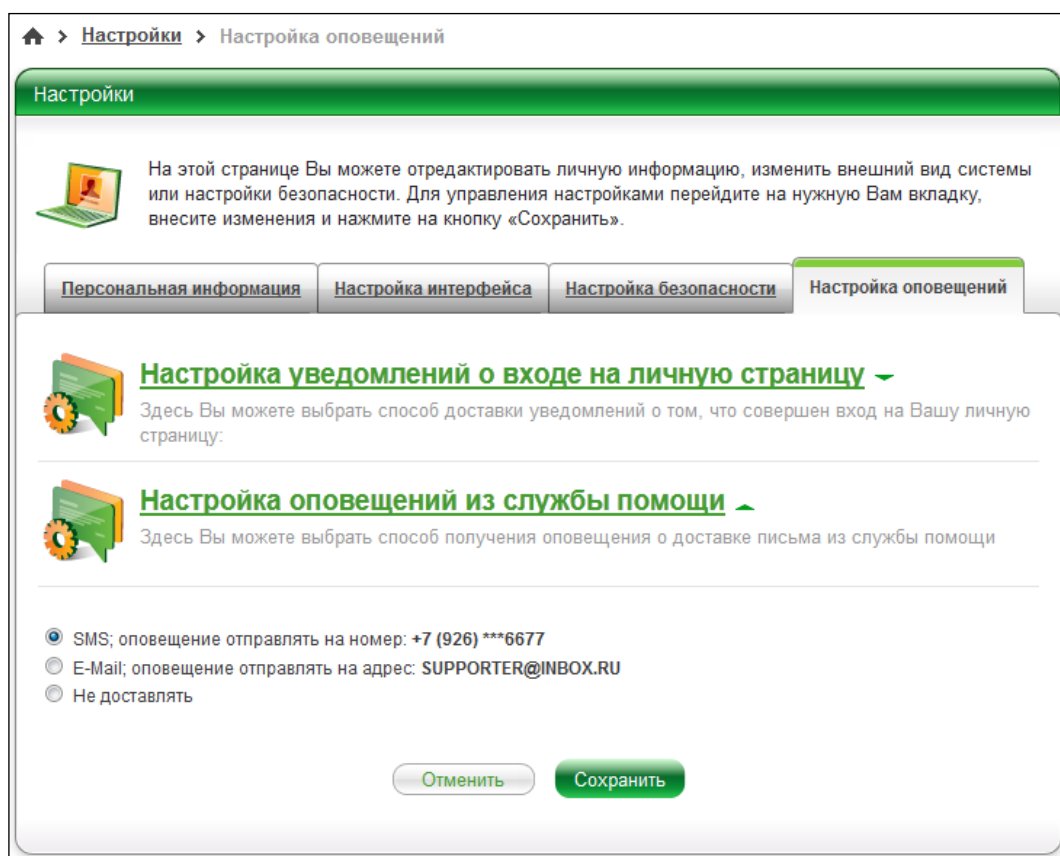 Настройки > Настройка оповещений
Настройки
На этой странице Вы можете отредактировать личную информацию, изменить внешний вид системы
или настройки безопасности. Для управления настройками перейдите на нужную Вам вкладку,
внесите изменения и нажмите на кнопку «Сохранить».
Персональная информация Настройка интерфейса Настройка безопасности Настройка оповещений
Настройка уведомлений о входе на личную страницу
Здесь Вы можете выбрать способ доставки уведомлений о том, что совершен вход на Вашу личную
страницу:
Настройка оповещений из службы помощи
Здесь Вы можете выбрать способ получения оповещения о доставке письма из службы помощи
SMS; оповещение отправлять на номер: +7 (926) ***6677
E-Mail; оповещение отправлять на адрес: SUPPORTER@INBOX.RU
Не доставлять
Отменить Сохранить